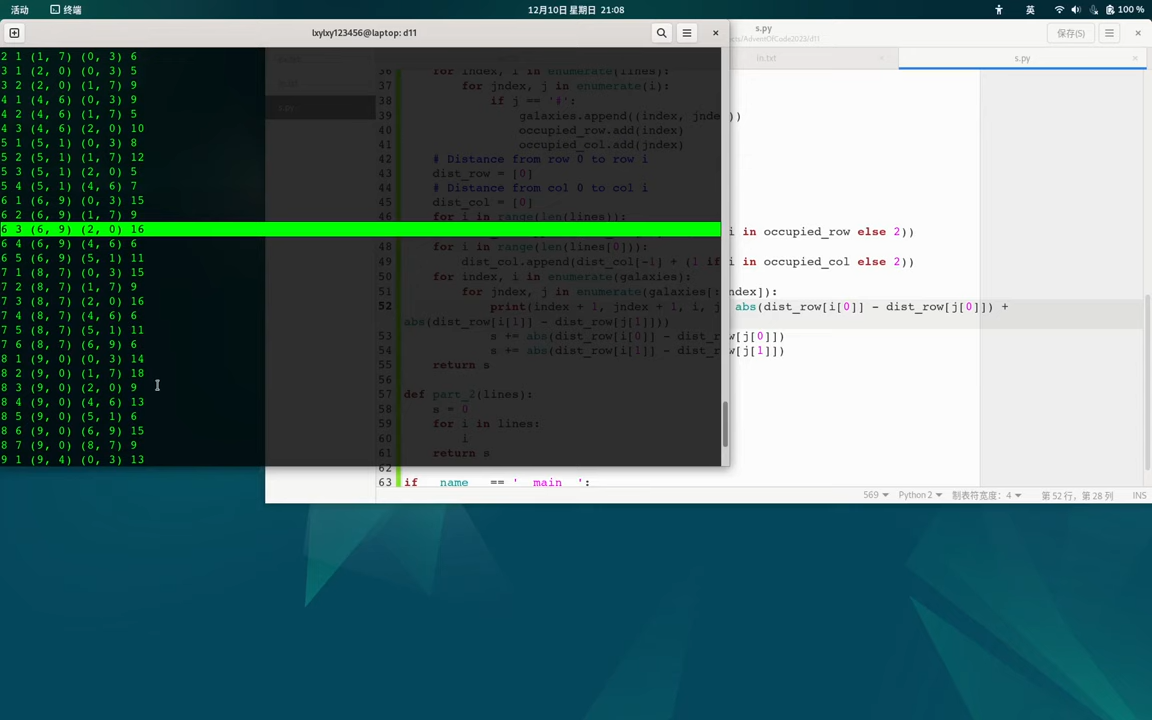 活动 终端 12月10日 星期日 21:08 英 100 %
lxylxy123456@laptop: d11
2 1 (1, 7) (0, 3) 6
3 1 (2, 0) (0, 3) 5
3 2 (2, 0) (1, 7) 9
4 1 (4, 6) (0, 3) 9
4 2 (4, 6) (1, 7) 5
4 3 (4, 6) (2, 0) 10
5 1 (5, 1) (0, 3) 8
5 2 (5, 1) (1, 7) 12
5 3 (5, 1) (2, 0) 5
5 4 (5, 1) (4, 6) 7
6 1 (6, 9) (0, 3) 15
6 2 (6, 9) (1, 7) 9
6 3 (6, 9) (2, 0) 16
6 4 (6, 9) (4, 6) 6
6 5 (6, 9) (5, 1) 11
7 1 (8, 7) (0, 3) 15
7 2 (8, 7) (1, 7) 9
7 3 (8, 7) (2, 0) 16
7 4 (8, 7) (4, 6) 6
7 5 (8, 7) (5, 1) 11
7 6 (8, 7) (6, 9) 6
8 1 (9, 0) (0, 3) 14
8 2 (9, 0) (1, 7) 18
8 3 (9, 0) (2, 0) 9
8 4 (9, 0) (4, 6) 13
8 5 (9, 0) (5, 1) 6
8 6 (9, 0) (6, 9) 15
8 7 (9, 0) (8, 7) 9
9 1 (9, 4) (0, 3) 13
s.py
保存(S)
in.txt
s.py
36 for index, i in enumerate(lines):
37 for jndex, j in enumerate(i):
38 if j == '#':
39 galaxies.append((index, jndex))
40 occupied_row.add(index)
41 occupied_col.add(jndex)
42 # Distance from row 0 to row i
43 dist_row = [0]
44 # Distance from col 0 to col i
45 dist_col = [0]
46 for i in range(len(lines)):
i in occupied_row else 2))
48 for i in range(len(lines[0])):
49 dist_col.append(dist_col[-1] + (1 if i in occupied_col else 2))
50 for index, i in enumerate(galaxies):
51 for jndex, j in enumerate(galaxies[:index]):
52 print(index + 1, jndex + 1, i, j, abs(dist_row[i[0]] - dist_row[j[0]]) +
abs(dist_row[i[1]] - dist_row[j[1]]))
53 s += abs(dist_row[i[0]] - dist_row[j[0]])
54 s += abs(dist_row[i[1]] - dist_row[j[1]])
55 return s
56
57 def part_2(lines):
58 s = 0
59 for i in lines:
60 i
61 return s
62
63 if __name__ == '__main__':
569 Python 2 制表符宽度：4 第 52 行，第 28 列 INS